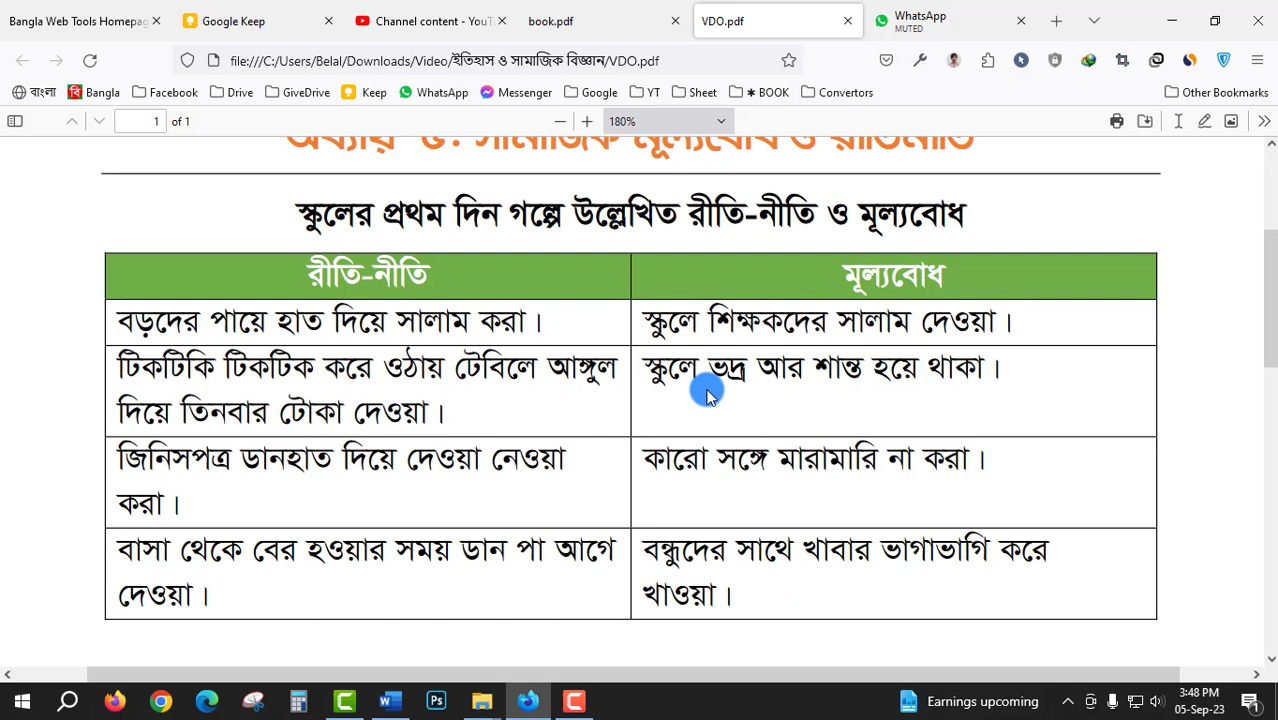 Bangla Web Tools Homepag
Google Keep
Channel content - YouT
book.pdf
VDO.pdf
WhatsApp
MUTED
file:///C:/Users/Belal/Downloads/Video/ইতিহাস ও সামাজিক বিজ্ঞান/VDO.pdf
বাংলা
Bangla
Facebook
Drive
GiveDrive
Keep
WhatsApp
Messenger
Google
YT
Sheet
★ BOOK
Convertors
Other Bookmarks
1 of 1
180%
অধ্যায় ৫: সামাজিক মূল্যবোধ ও রীতিনীতি
স্কুলের প্রথম দিন গল্পে উল্লেখিত রীতি-নীতি ও মূল্যবোধ
রীতি-নীতি
মূল্যবোধ
বড়দের পায়ে হাত দিয়ে সালাম করা।
স্কুলে শিক্ষকদের সালাম দেওয়া।
টিকটিকি টিকটিক করে ওঠায় টেবিলে আঙ্গুল
দিয়ে তিনবার টোকা দেওয়া।
স্কুলে ভদ্র আর শান্ত হয়ে থাকা।
জিনিসপত্র ডানহাত দিয়ে দেওয়া নেওয়া
করা।
কারো সঙ্গে মারামারি না করা।
বাসা থেকে বের হওয়ার সময় ডান পা আগে
দেওয়া।
বন্ধুদের সাথে খাবার ভাগাভাগি করে
খাওয়া।
Earnings upcoming
3:48 PM
05-Sep-23